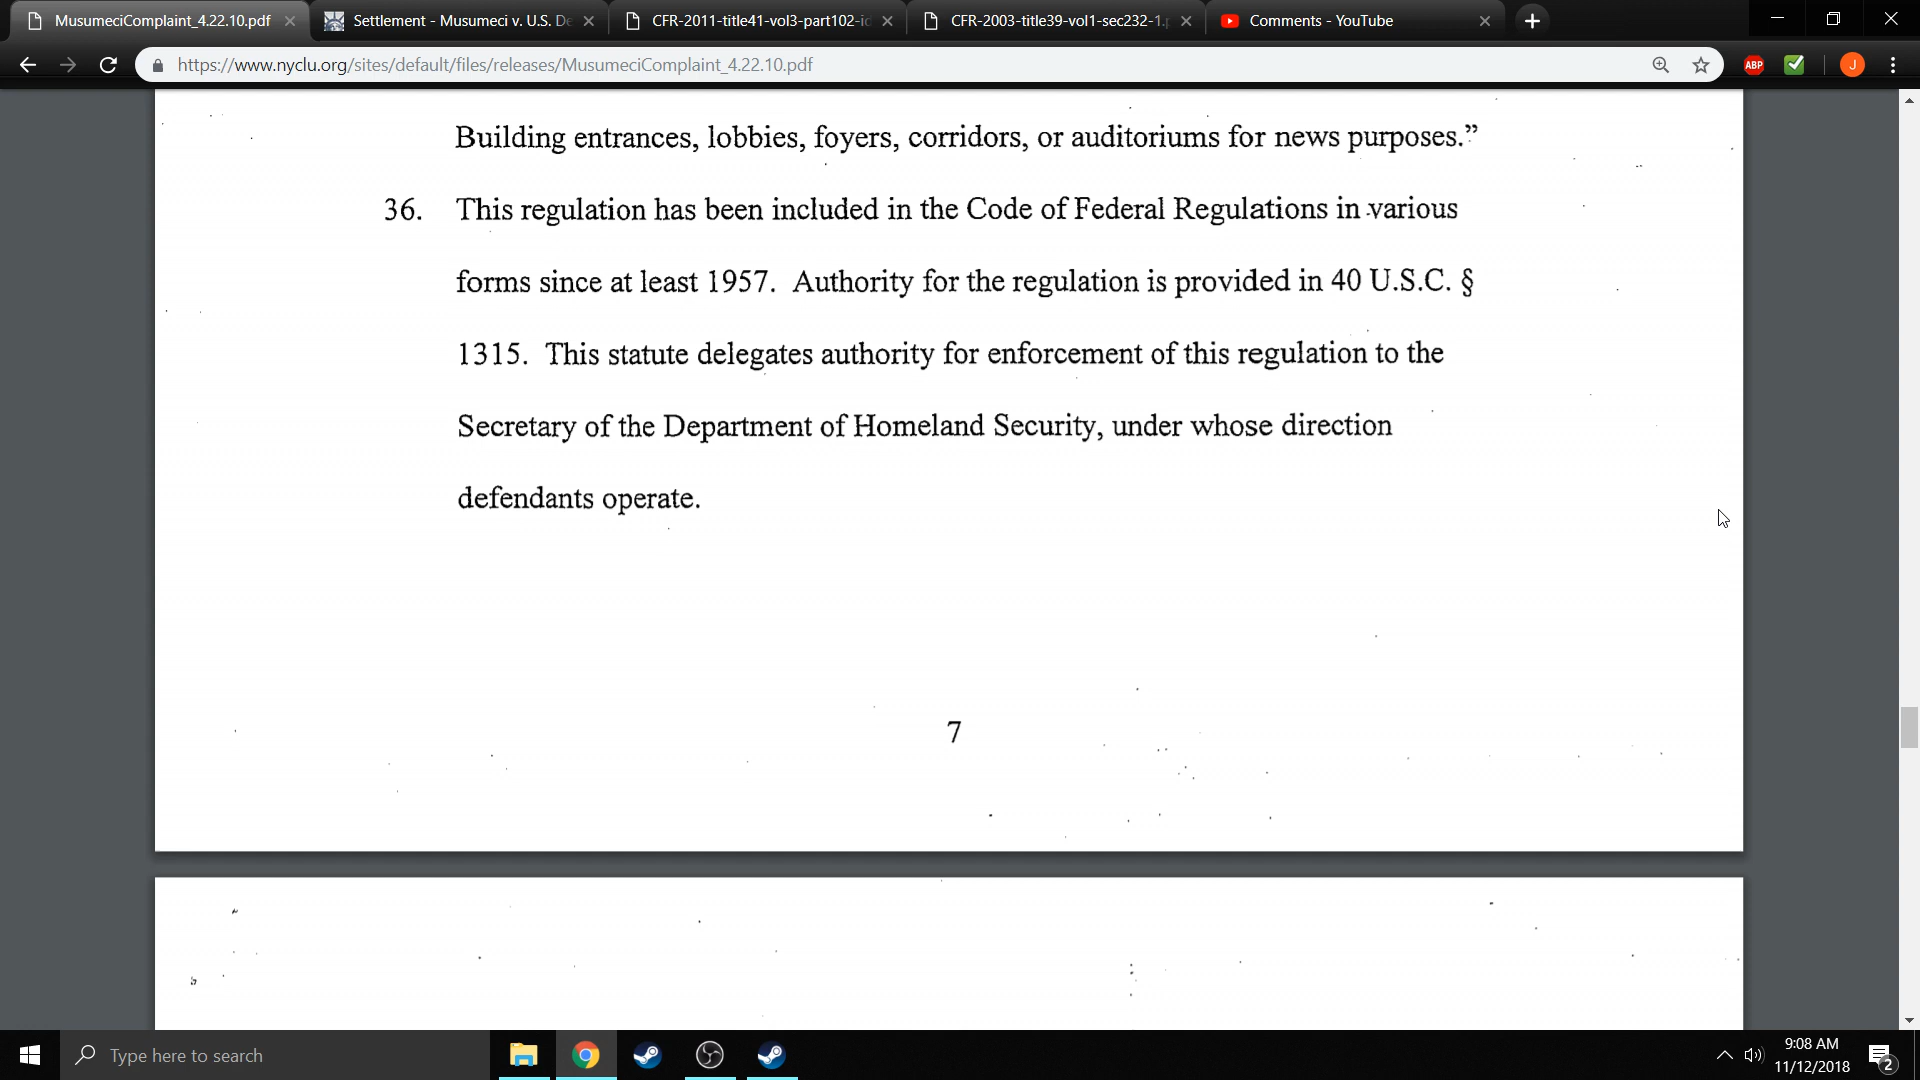 MusumeciComplaint_4.22.10.pdf
Settlement - Musumeci v. U.S. De
CFR-2011-title41-vol3-part102-id
CFR-2003-title39-vol1-sec232-1.p
Comments - YouTube
https://www.nyclu.org/sites/default/files/releases/MusumeciComplaint_4.22.10.pdf
ABP
J
Building entrances, lobbies, foyers, corridors, or auditoriums for news purposes.”
36. This regulation has been included in the Code of Federal Regulations in various
forms since at least 1957. Authority for the regulation is provided in 40 U.S.C. §
1315. This statute delegates authority for enforcement of this regulation to the
Secretary of the Department of Homeland Security, under whose direction
defendants operate.
7
Type here to search
9:08 AM
11/12/2018
2